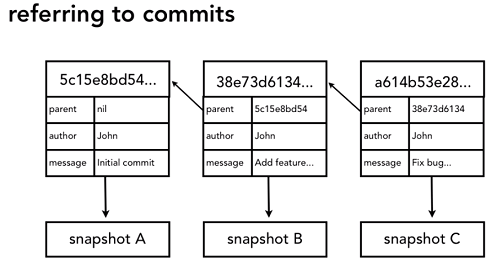 referring to commits
5c15e8bd54...
parent nil
author John
message Initial commit
38e73d6134...
parent 5c15e8bd54
author John
message Add feature...
a614b53e28...
parent 38e73d6134
author John
message Fix bug...
snapshot A
snapshot B
snapshot C